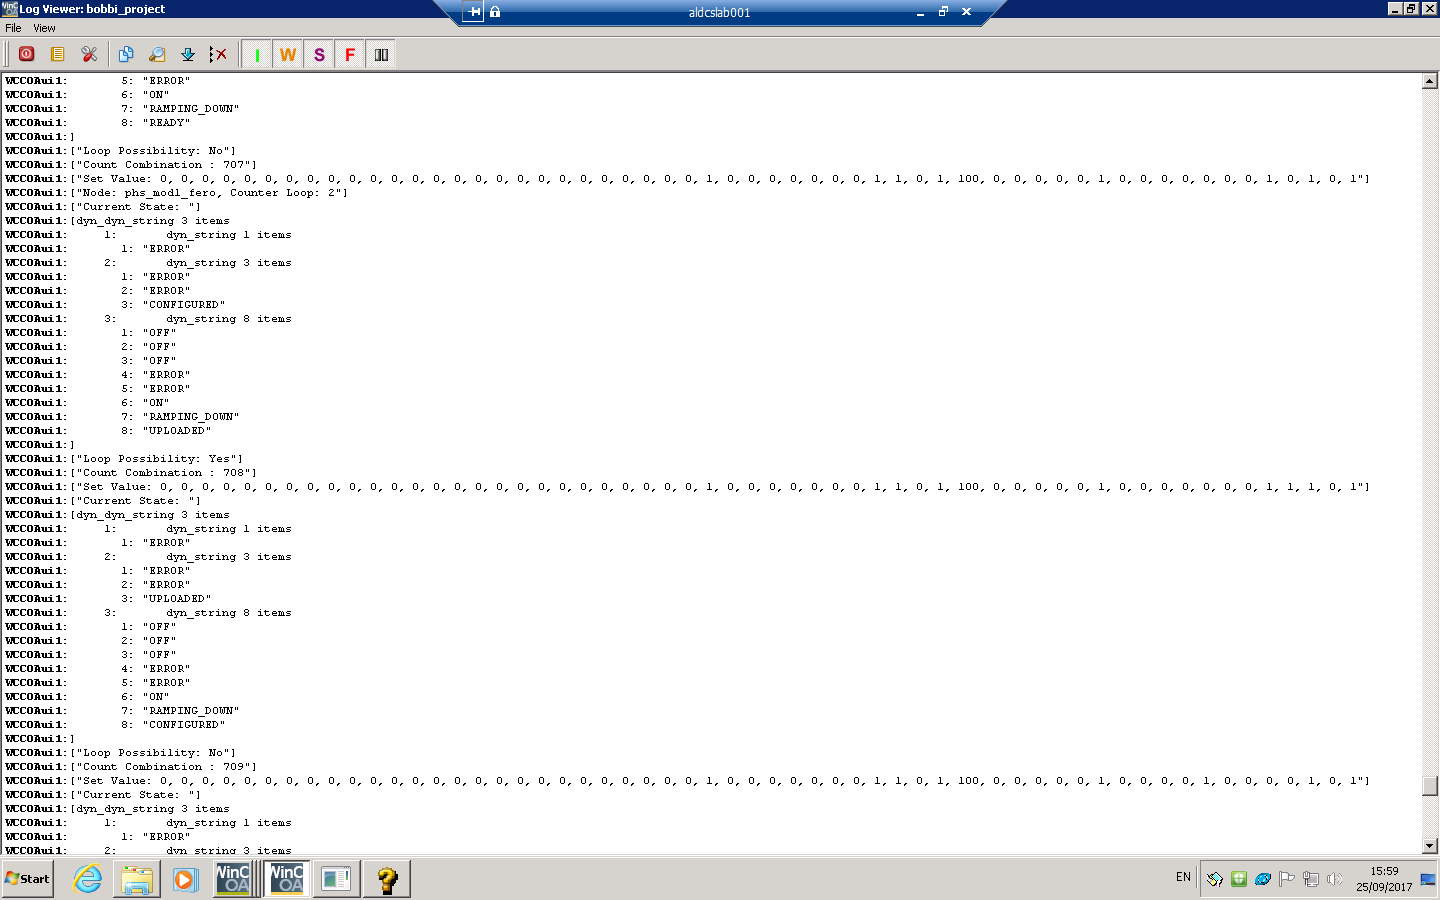 Log Viewer: bobbi_project
aldcslab001
File View
I W S F
WCCOAui1: 5: "ERROR"
WCCOAui1: 6: "ON"
WCCOAui1: 7: "RAMPING_DOWN"
WCCOAui1: 8: "READY"
WCCOAui1:]
WCCOAui1:["Loop Possibility: No"]
WCCOAui1:["Count Combination : 707"]
WCCOAui1:["Set Value: 0, 0, 0, 0, 0, 0, 0, 0, 0, 0, 0, 0, 0, 0, 0, 0, 0, 0, 0, 0, 0, 0, 0, 0, 0, 0, 1, 0, 0, 0, 0, 0, 0, 0, 1, 1, 0, 1, 100, 0, 0, 0, 0, 0, 1, 0, 0, 0, 0, 0, 0, 0, 1, 0, 1, 0, 1"]
WCCOAui1:["Node: phs_modl_fero, Counter Loop: 2"]
WCCOAui1:["Current State: "]
WCCOAui1:[dyn_dyn_string 3 items
WCCOAui1: 1: dyn_string 1 items
WCCOAui1: 1: "ERROR"
WCCOAui1: 2: dyn_string 3 items
WCCOAui1: 1: "ERROR"
WCCOAui1: 2: "ERROR"
WCCOAui1: 3: "CONFIGURED"
WCCOAui1: 3: dyn_string 8 items
WCCOAui1: 1: "OFF"
WCCOAui1: 2: "OFF"
WCCOAui1: 3: "OFF"
WCCOAui1: 4: "ERROR"
WCCOAui1: 5: "ERROR"
WCCOAui1: 6: "ON"
WCCOAui1: 7: "RAMPING_DOWN"
WCCOAui1: 8: "UPLOADED"
WCCOAui1:]
WCCOAui1:["Loop Possibility: Yes"]
WCCOAui1:["Count Combination : 708"]
WCCOAui1:["Set Value: 0, 0, 0, 0, 0, 0, 0, 0, 0, 0, 0, 0, 0, 0, 0, 0, 0, 0, 0, 0, 0, 0, 0, 0, 0, 0, 1, 0, 0, 0, 0, 0, 0, 0, 1, 1, 0, 1, 100, 0, 0, 0, 0, 0, 1, 0, 0, 0, 0, 0, 0, 0, 1, 1, 1, 0, 1"]
WCCOAui1:["Current State: "]
WCCOAui1:[dyn_dyn_string 3 items
WCCOAui1: 1: dyn_string 1 items
WCCOAui1: 1: "ERROR"
WCCOAui1: 2: dyn_string 3 items
WCCOAui1: 1: "ERROR"
WCCOAui1: 2: "ERROR"
WCCOAui1: 3: "UPLOADED"
WCCOAui1: 3: dyn_string 8 items
WCCOAui1: 1: "OFF"
WCCOAui1: 2: "OFF"
WCCOAui1: 3: "OFF"
WCCOAui1: 4: "ERROR"
WCCOAui1: 5: "ERROR"
WCCOAui1: 6: "ON"
WCCOAui1: 7: "RAMPING_DOWN"
WCCOAui1: 8: "CONFIGURED"
WCCOAui1:]
WCCOAui1:["Loop Possibility: No"]
WCCOAui1:["Count Combination : 709"]
WCCOAui1:["Set Value: 0, 0, 0, 0, 0, 0, 0, 0, 0, 0, 0, 0, 0, 0, 0, 0, 0, 0, 0, 0, 0, 0, 0, 0, 0, 0, 1, 0, 0, 0, 0, 0, 0, 0, 1, 1, 0, 1, 100, 0, 0, 0, 0, 0, 1, 0, 0, 0, 0, 1, 0, 0, 0, 0, 1, 0, 1"]
WCCOAui1:["Current State: "]
WCCOAui1:[dyn_dyn_string 3 items
WCCOAui1: 1: dyn_string 1 items
WCCOAui1: 1: "ERROR"
WCCOAui1: 2: dyn_string 3 items
Start
WinC OA
WinC OA
EN
15:59
25/09/2017